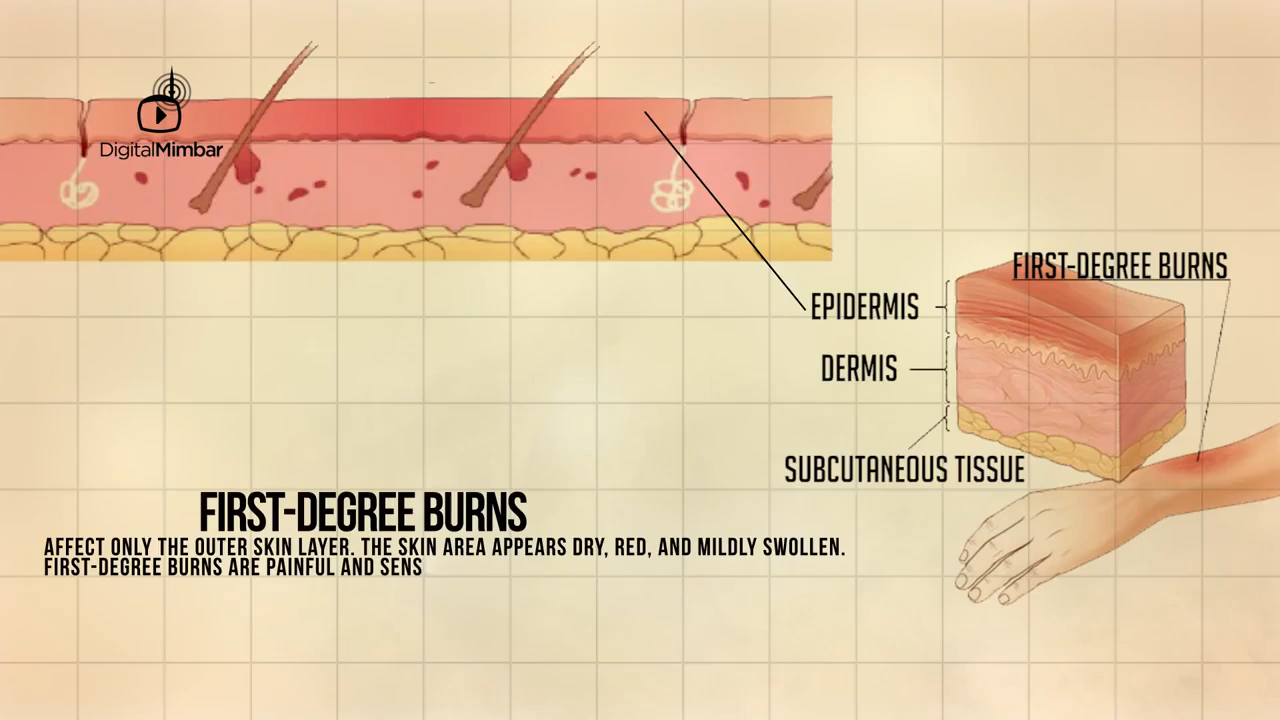 DigitalMimbar
FIRST-DEGREE BURNS
EPIDERMIS
DERMIS
SUBCUTANEOUS TISSUE
FIRST-DEGREE BURNS
AFFECT ONLY THE OUTER SKIN LAYER. THE SKIN AREA APPEARS DRY, RED, AND MILDLY SWOLLEN.
FIRST-DEGREE BURNS ARE PAINFUL AND SENS